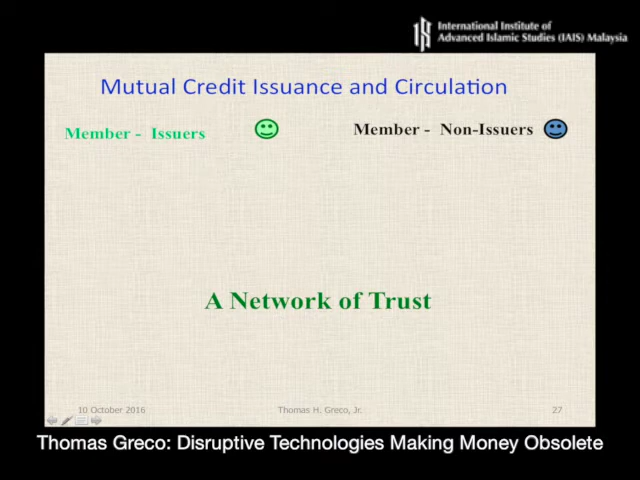 International Institute of
Advanced Islamic Studies (IAIS) Malaysia
Mutual Credit Issuance and Circulation
Member - Issuers
Member - Non-Issuers
A Network of Trust
10 October 2016
Thomas H. Greco, Jr.
27
Thomas Greco: Disruptive Technologies Making Money Obsolete